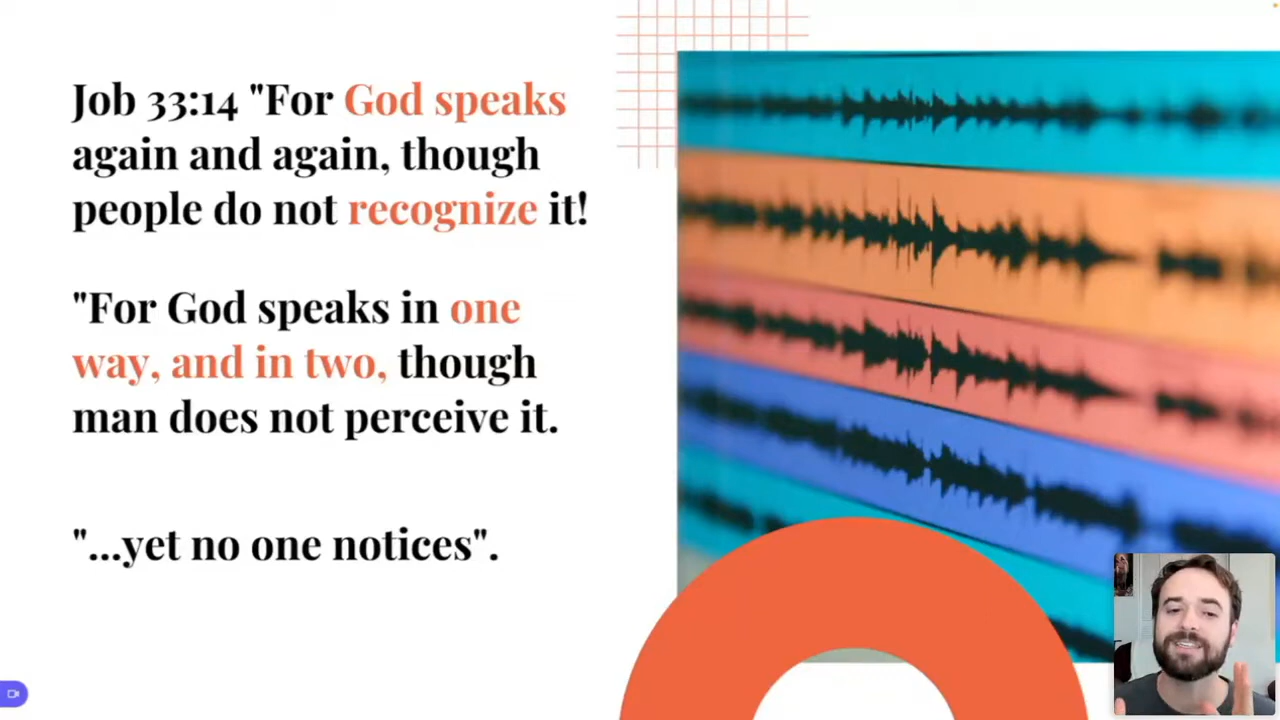 Job 33:14 "For God speaks
again and again, though
people do not recognize it!
"For God speaks in one
way, and in two, though
man does not perceive it.
"...yet no one notices".